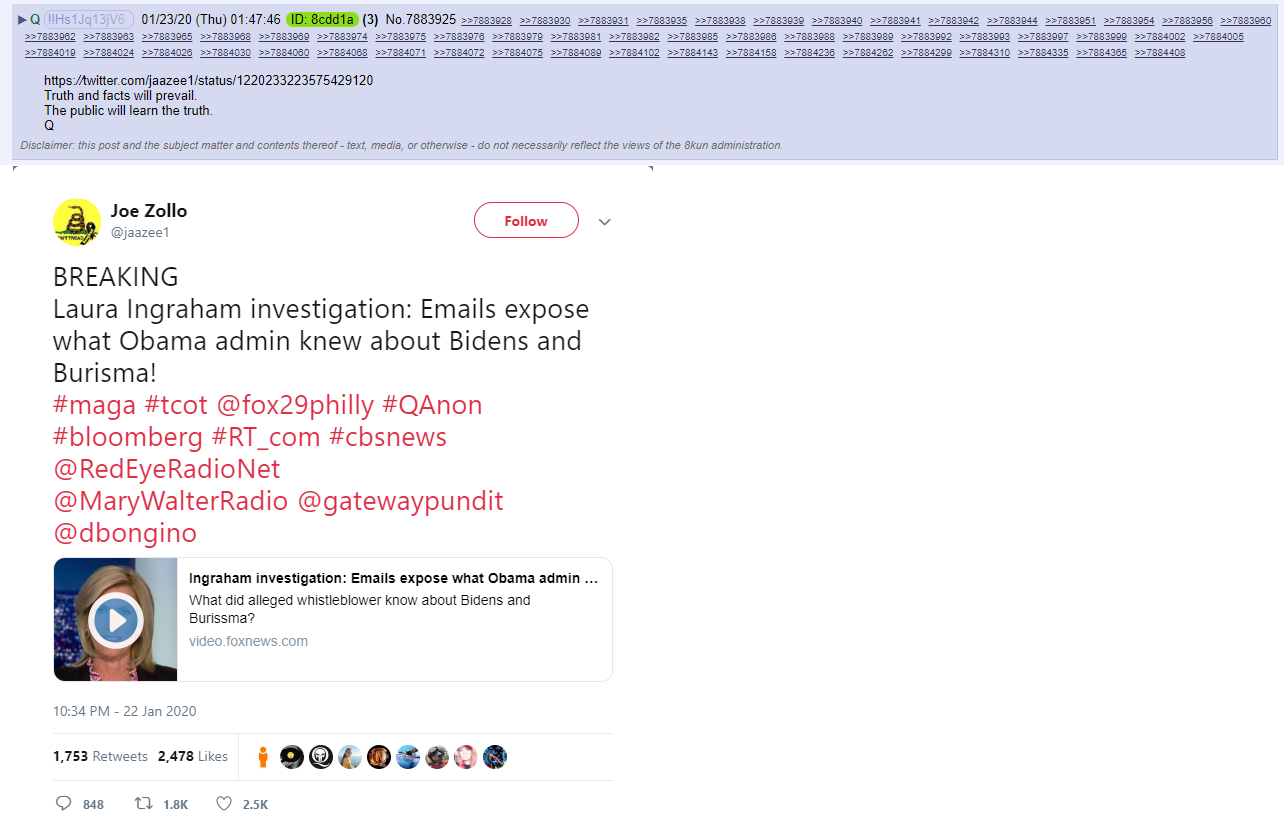 ▶ Q !!Hs1Jq13jV6 01/23/20 (Thu) 01:47:46 ID: 8cdd1a (3) No.7883925 >>7883928 >>7883930 >>7883931 >>7883935 >>7883938 >>7883939 >>7883940 >>7883941 >>7883942 >>7883944 >>7883951 >>7883954 >>7883956 >>7883960
>>7883962 >>7883963 >>7883965 >>7883968 >>7883969 >>7883974 >>7883975 >>7883976 >>7883979 >>7883981 >>7883982 >>7883985 >>7883986 >>7883988 >>7883989 >>7883992 >>7883993 >>7883997 >>7883999 >>7884002 >>7884005
>>7884019 >>7884024 >>7884026 >>7884030 >>7884060 >>7884068 >>7884071 >>7884072 >>7884075 >>7884089 >>7884102 >>7884143 >>7884158 >>7884236 >>7884262 >>7884299 >>7884310 >>7884335 >>7884365 >>7884408
https://twitter.com/jaazee1/status/1220233223575429120
Truth and facts will prevail.
The public will learn the truth.
Q
Disclaimer: this post and the subject matter and contents thereof - text, media, or otherwise - do not necessarily reflect the views of the 8kun administration.
Joe Zollo
@jaazee1
Follow
BREAKING
Laura Ingraham investigation: Emails expose
what Obama admin knew about Bidens and
Burisma!
#maga #tcot @fox29philly #QAnon
#bloomberg #RT_com #cbsnews
@RedEyeRadioNet
@MaryWalterRadio @gatewaypundit
@dbongino
Ingraham investigation: Emails expose what Obama admin ...
What did alleged whistleblower know about Bidens and
Burissma?
video.foxnews.com
10:34 PM - 22 Jan 2020
1,753 Retweets 2,478 Likes
848 1.8K 2.5K